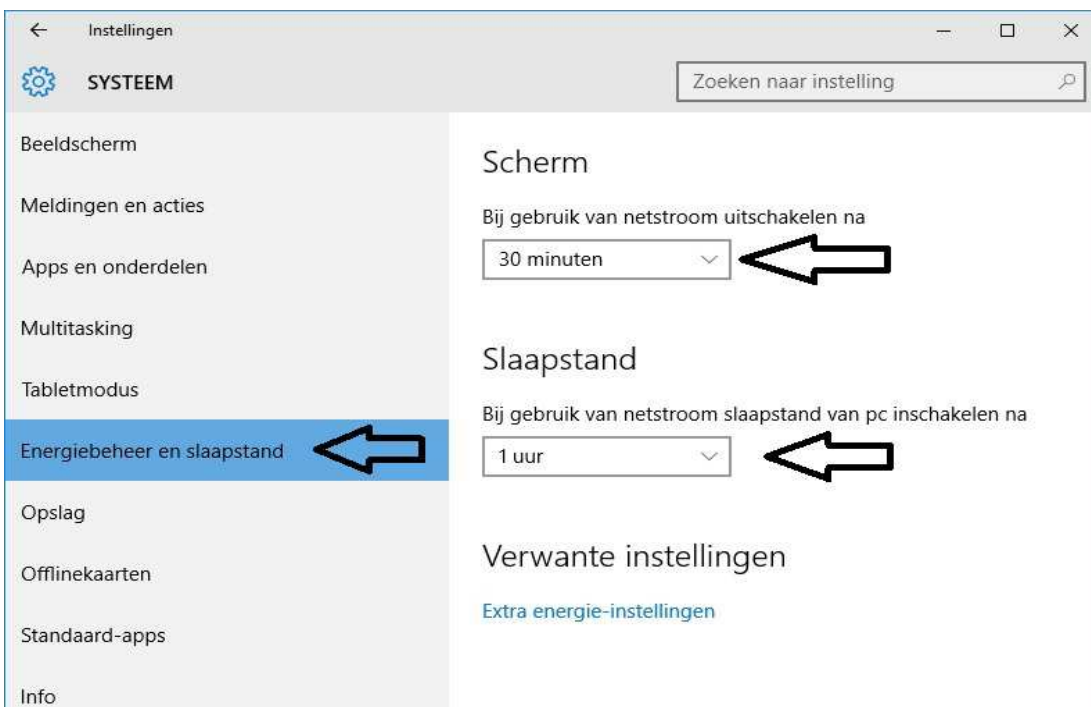 Instellingen
SYSTEEM
Zoeken naar instelling
Beeldscherm
Meldingen en acties
Apps en onderdelen
Multitasking
Tabletmodus
Energiebeheer en slaapstand
Opslag
Offlinekaarten
Standaard-apps
Info
Scherm
Bij gebruik van netstroom uitschakelen na
30 minuten
Slaapstand
Bij gebruik van netstroom slaapstand van pc inschakelen na
1 uur
Verwante instellingen
Extra energie-instellingen